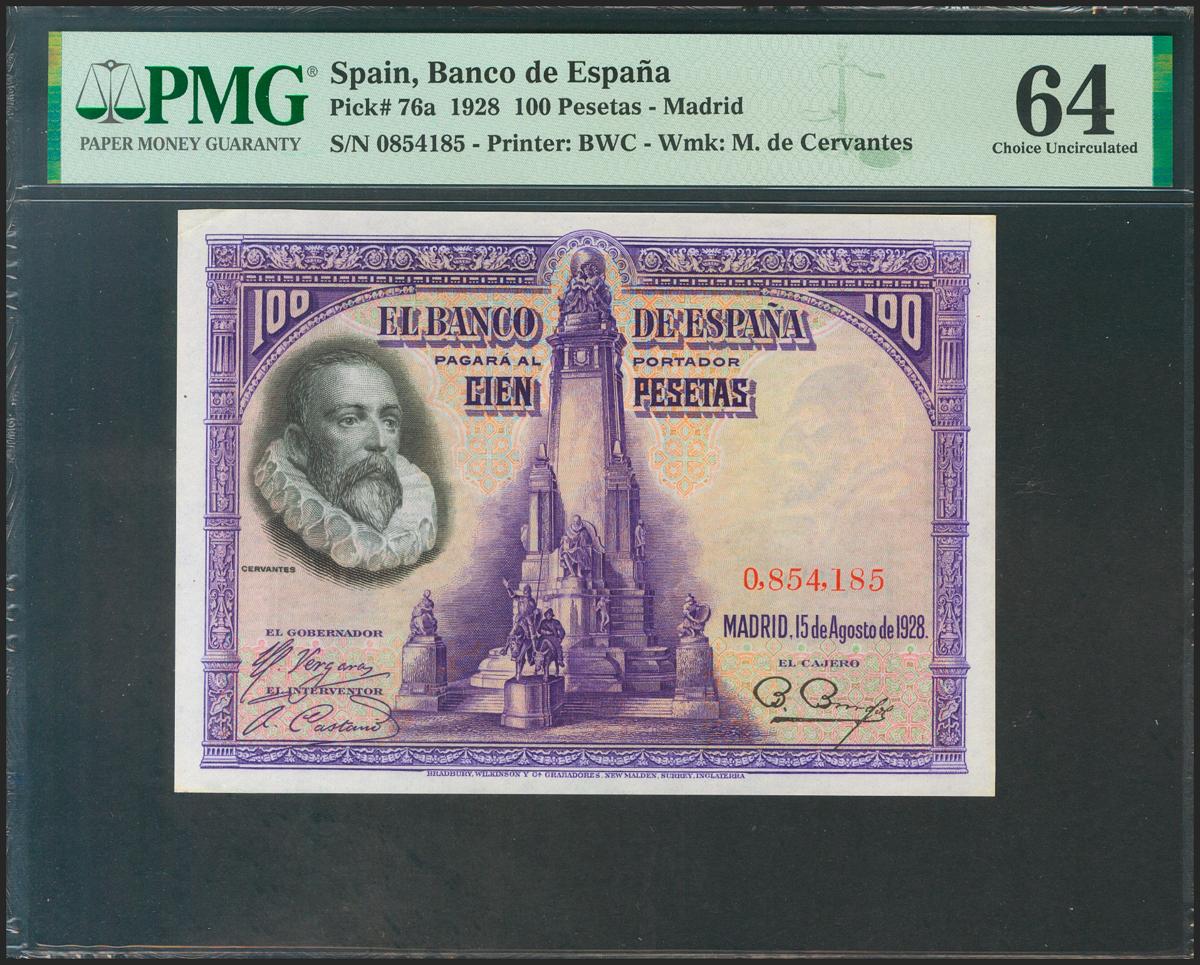 PMG®
PAPER MONEY GUARANTY
Spain, Banco de España
Pick# 76a 1928 100 Pesetas - Madrid
S/N 0854185 - Printer: BWC - Wmk: M. de Cervantes
64
Choice Uncirculated
100 100
EL BANCO DE ESPAÑA
PAGARÁ AL PORTADOR
CIEN PESETAS
CERVANTES
0,854,185
MADRID, 15 de Agosto de 1928.
EL GOBERNADOR
EL CAJERO
EL INTERVENTOR
BRADBURY, WILKINSON Y Cª GRABADORES. NEW MALDEN, SURREY, INGLATERRA